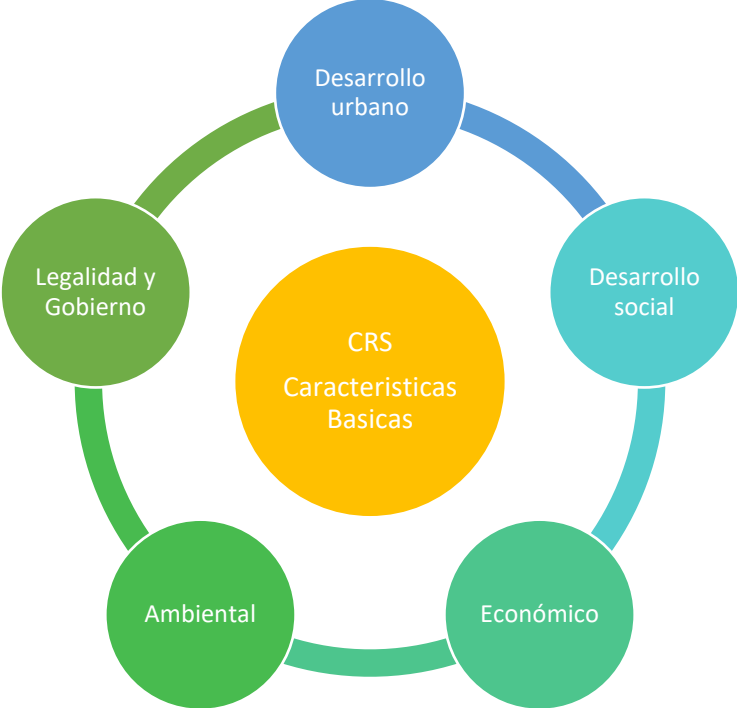 Desarrollo
urbano
Desarrollo
social
Económico
Ambiental
Legalidad y
Gobierno
CRS
Caracteristicas
Basicas